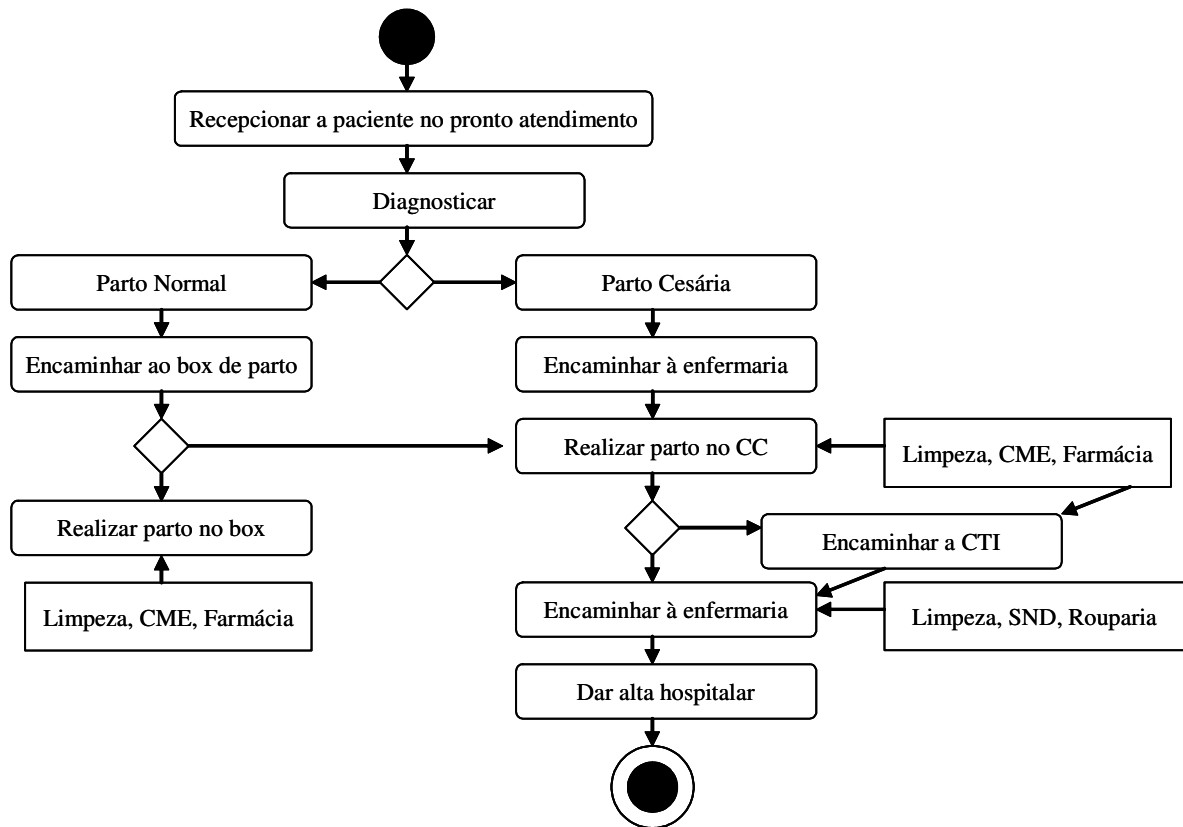 Recepcionar a paciente no pronto atendimento
Diagnosticar
Parto Normal
Parto Cesária
Encaminhar ao box de parto
Encaminhar à enfermaria
Realizar parto no CC
Limpeza, CME, Farmácia
Realizar parto no box
Encaminhar a CTI
Limpeza, CME, Farmácia
Encaminhar à enfermaria
Limpeza, SND, Rouparia
Dar alta hospitalar